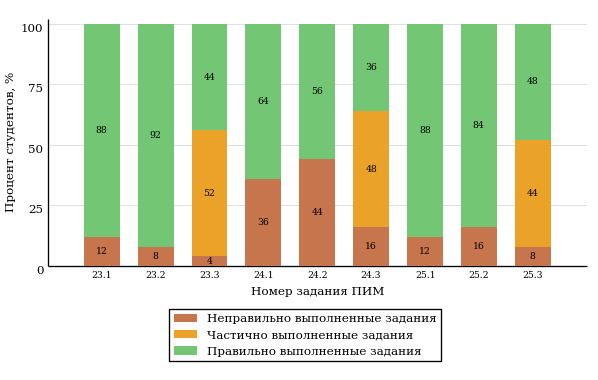 Процент студентов, %
100
75
50
25
0
88 92 44 64 56 36 88 84 48
52 48 44
12 8 4 36 44 16 12 16 8
23.1 23.2 23.3 24.1 24.2 24.3 25.1 25.2 25.3
Номер задания ПИМ
Неправильно выполненные задания
Частично выполненные задания
Правильно выполненные задания